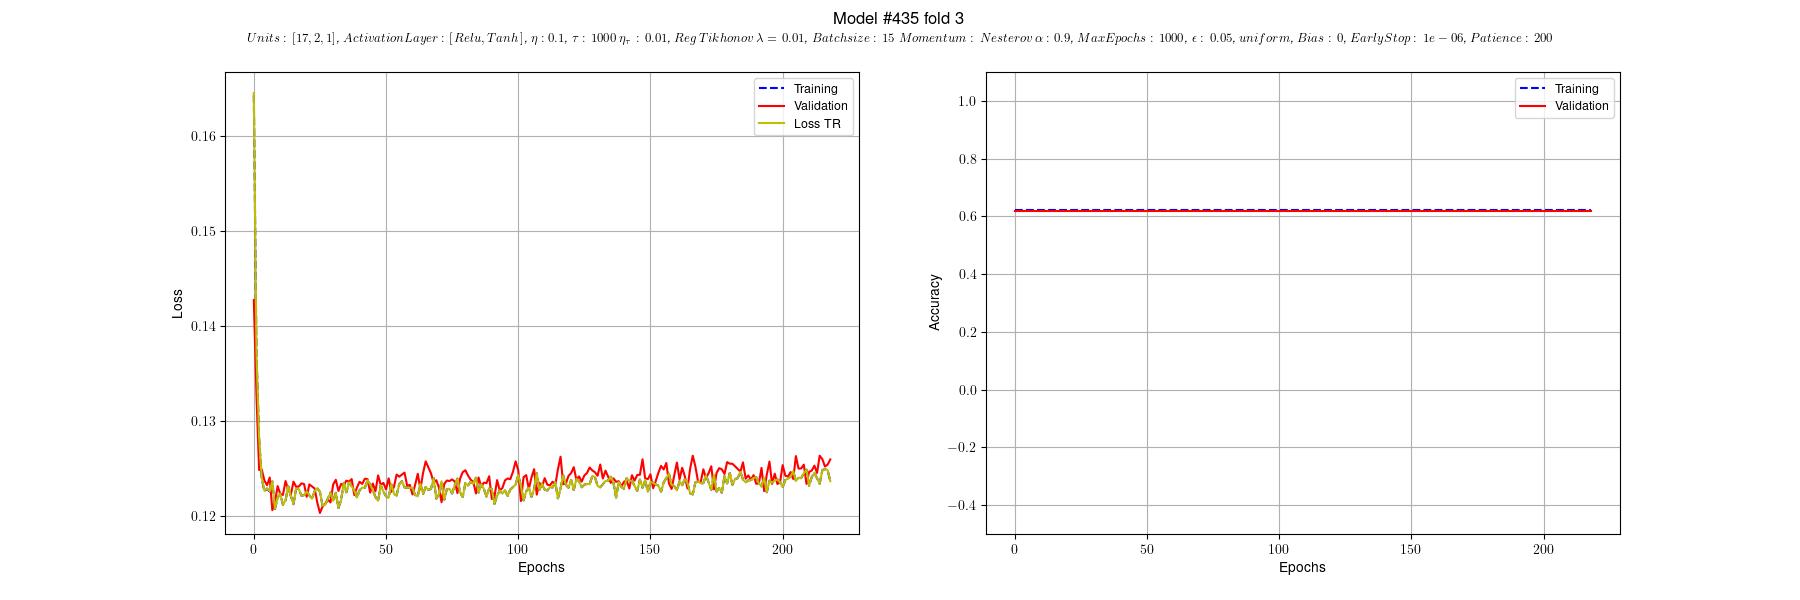 Model #435 fold 3
Units : [17, 2, 1], ActivationLayer : [Relu, Tanh], η : 0.1, τ : 1000 ητ : 0.01, Reg Tikhonov λ = 0.01, Batchsize : 15 Momentum : Nesterov α : 0.9, MaxEpochs : 1000, ϵ : 0.05, uniform, Bias : 0, EarlyStop : 1e − 06, Patience : 200
Training
Validation
Loss TR
0.16
0.15
0.14
0.13
0.12
Loss
0 50 100 150 200
Epochs
Training
Validation
1.0
0.8
0.6
0.4
0.2
0.0
−0.2
−0.4
Accuracy
0 50 100 150 200
Epochs